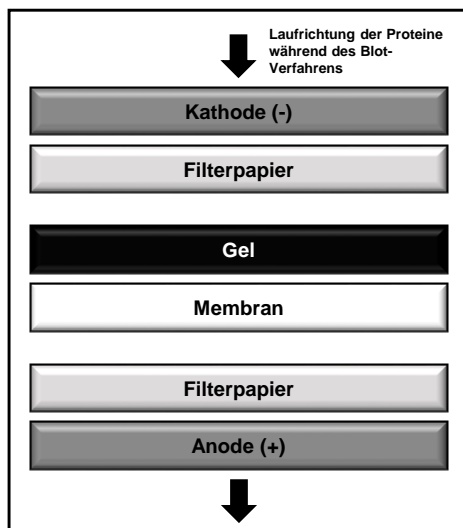 Laufrichtung der Proteine
während des Blot-
Verfahrens
Kathode (-)
Filterpapier
Gel
Membran
Filterpapier
Anode (+)